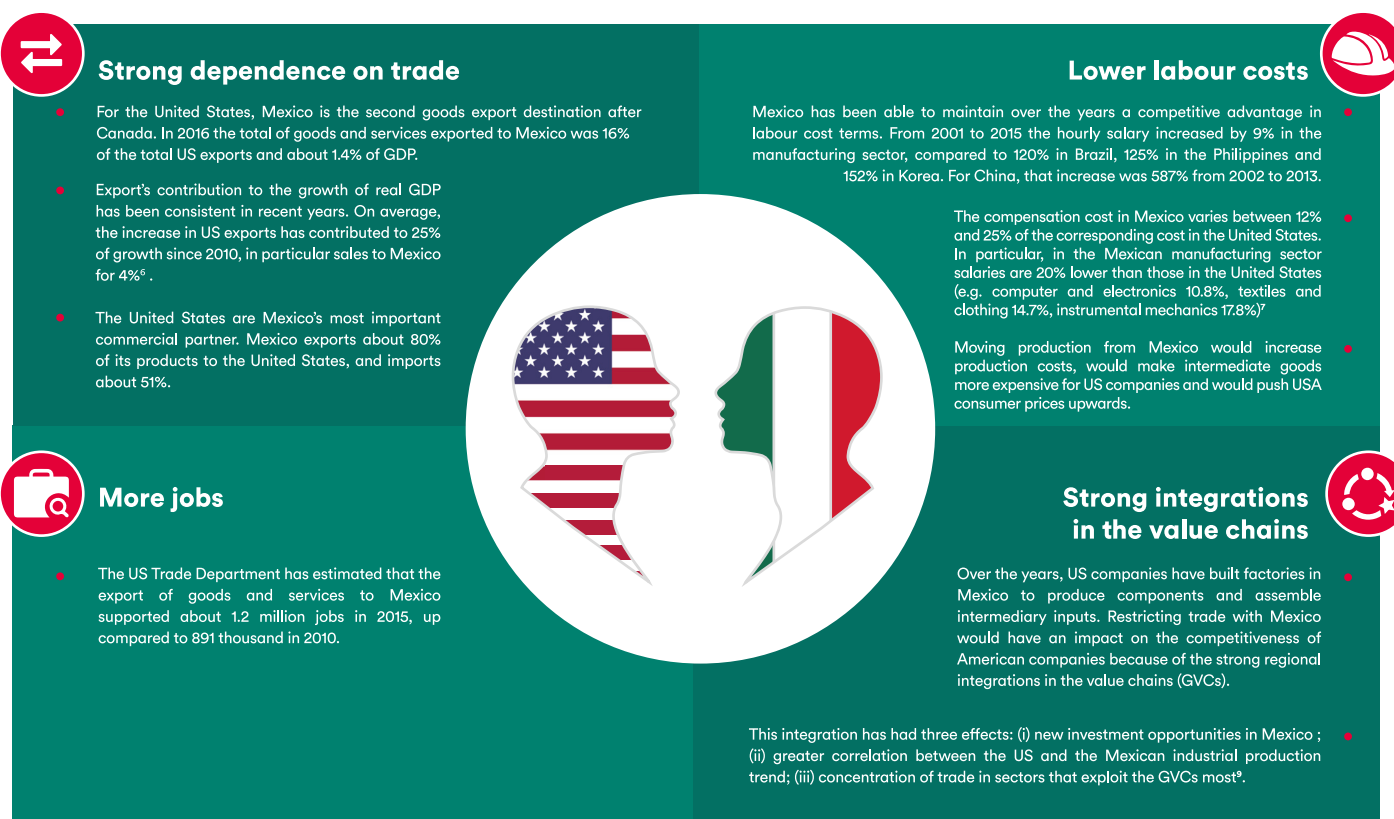 Strong dependence on trade
For the United States, Mexico is the second goods export destination after
Canada. In 2016 the total of goods and services exported to Mexico was 16%
of the total US exports and about 1.4% of GDP.
Export’s contribution to the growth of real GDP
has been consistent in recent years. On average,
the increase in US exports has contributed to 25%
of growth since 2010, in particular sales to Mexico
for 4%⁶ .
The United States are Mexico’s most important
commercial partner. Mexico exports about 80%
of its products to the United States, and imports
about 51%.
Lower labour costs
Mexico has been able to maintain over the years a competitive advantage in
labour cost terms. From 2001 to 2015 the hourly salary increased by 9% in the
manufacturing sector, compared to 120% in Brazil, 125% in the Philippines and
152% in Korea. For China, that increase was 587% from 2002 to 2013.
The compensation cost in Mexico varies between 12%
and 25% of the corresponding cost in the United States.
In particular, in the Mexican manufacturing sector
salaries are 20% lower than those in the United States
(e.g. computer and electronics 10.8%, textiles and
clothing 14.7%, instrumental mechanics 17.8%)⁷
Moving production from Mexico would increase
production costs, would make intermediate goods
more expensive for US companies and would push USA
consumer prices upwards.
More jobs
The US Trade Department has estimated that the
export of goods and services to Mexico
supported about 1.2 million jobs in 2015, up
compared to 891 thousand in 2010.
Strong integrations
in the value chains
Over the years, US companies have built factories in
Mexico to produce components and assemble
intermediary inputs. Restricting trade with Mexico
would have an impact on the competitiveness of
American companies because of the strong regional
integrations in the value chains (GVCs).
This integration has had three effects: (i) new investment opportunities in Mexico ;
(ii) greater correlation between the US and the Mexican industrial production
trend; (iii) concentration of trade in sectors that exploit the GVCs most⁹.